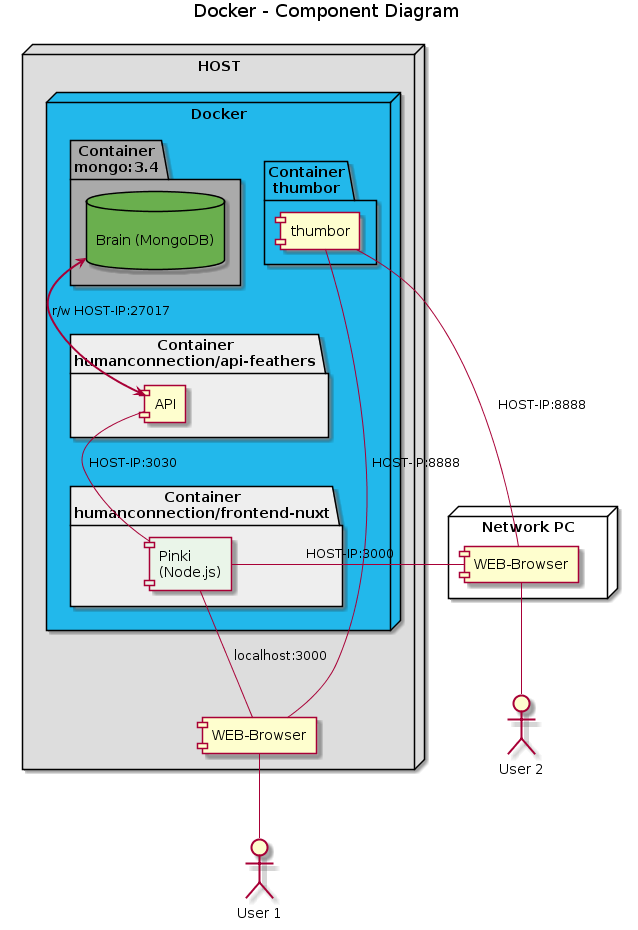 Docker - Component Diagram
HOST
Docker
Container
mongo:3.4
Brain (MongoDB)
Container
thumbor
thumbor
r/w HOST-IP:27017
Container
humanconnection/api-feathers
API
HOST-IP:8888
HOST-IP:3030
HOST-IP:8888
Container
humanconnection/frontend-nuxt
Pinki
(Node.js)
HOST-IP:3000
Network PC
WEB-Browser
localhost:3000
WEB-Browser
User 2
User 1